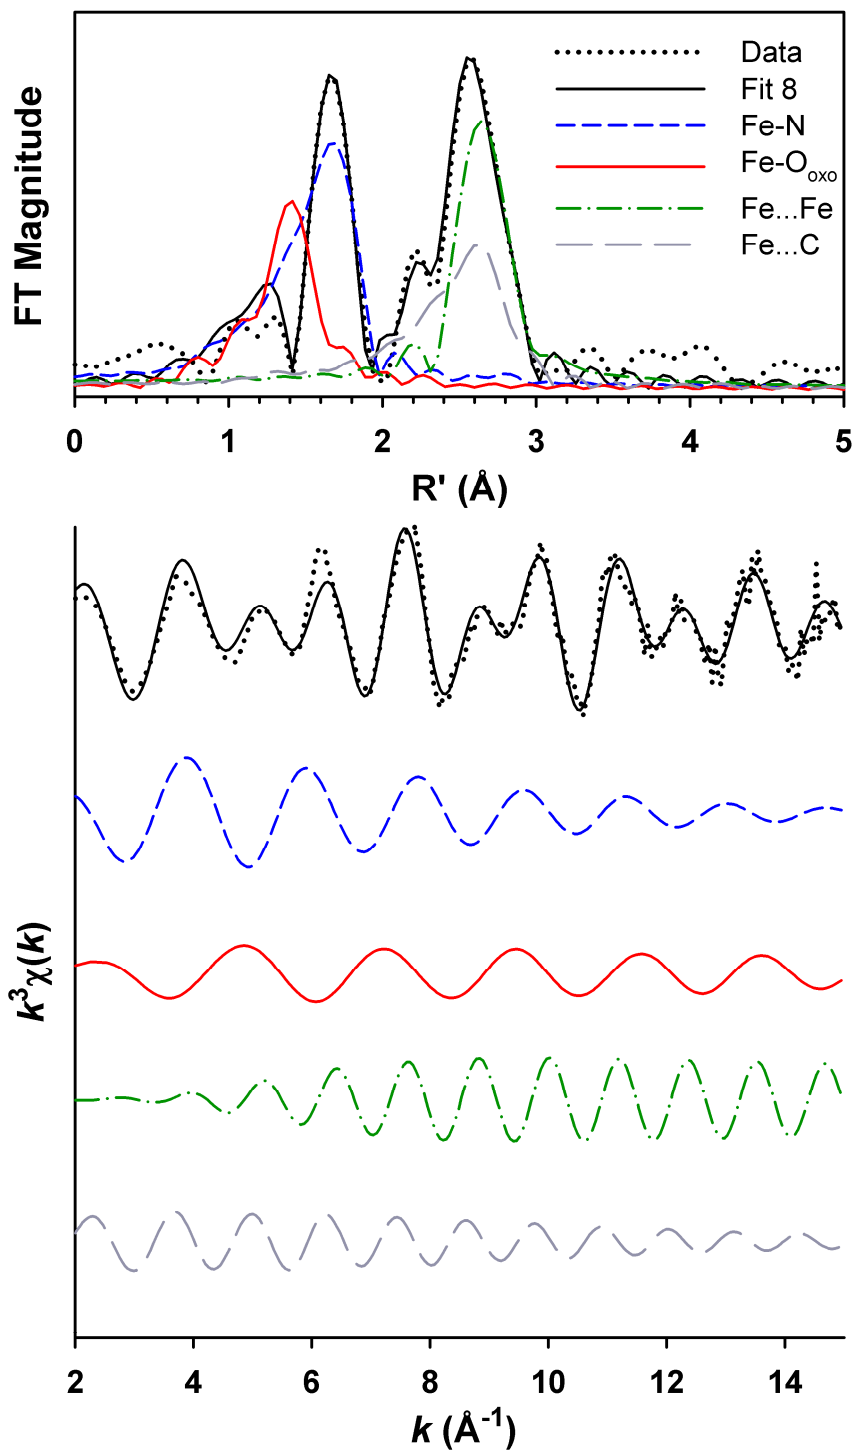 FT Magnitude
Data
Fit 8
Fe-N
Fe-Ooxo
Fe...Fe
Fe...C
0 1 2 3 4 5
R' (Å)
k³χ(k)
2 4 6 8 10 12 14
k (Å⁻¹)